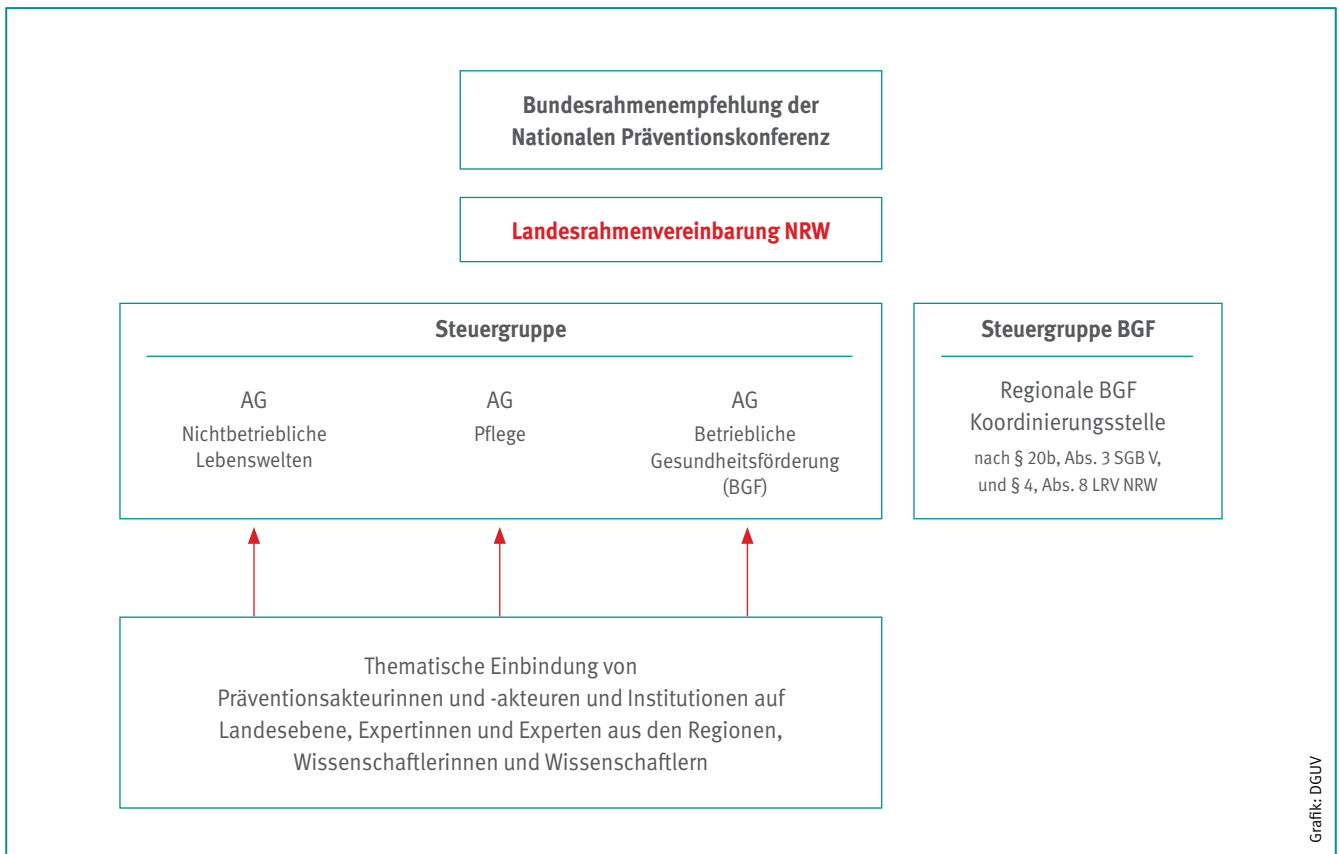 Bundesrahmenempfehlung der
Nationalen Präventionskonferenz
Landesrahmenvereinbarung NRW
Steuergruppe
AG
Nichtbetriebliche
Lebenswelten
AG
Pflege
AG
Betriebliche
Gesundheitsförderung
(BGF)
Steuergruppe BGF
Regionale BGF
Koordinierungsstelle
nach § 20b, Abs. 3 SGB V,
und § 4, Abs. 8 LRV NRW
Thematische Einbindung von
Präventionsakteurinnen und -akteuren und Institutionen auf
Landesebene, Expertinnen und Experten aus den Regionen,
Wissenschaftlerinnen und Wissenschaftlern
Grafik: DGUV